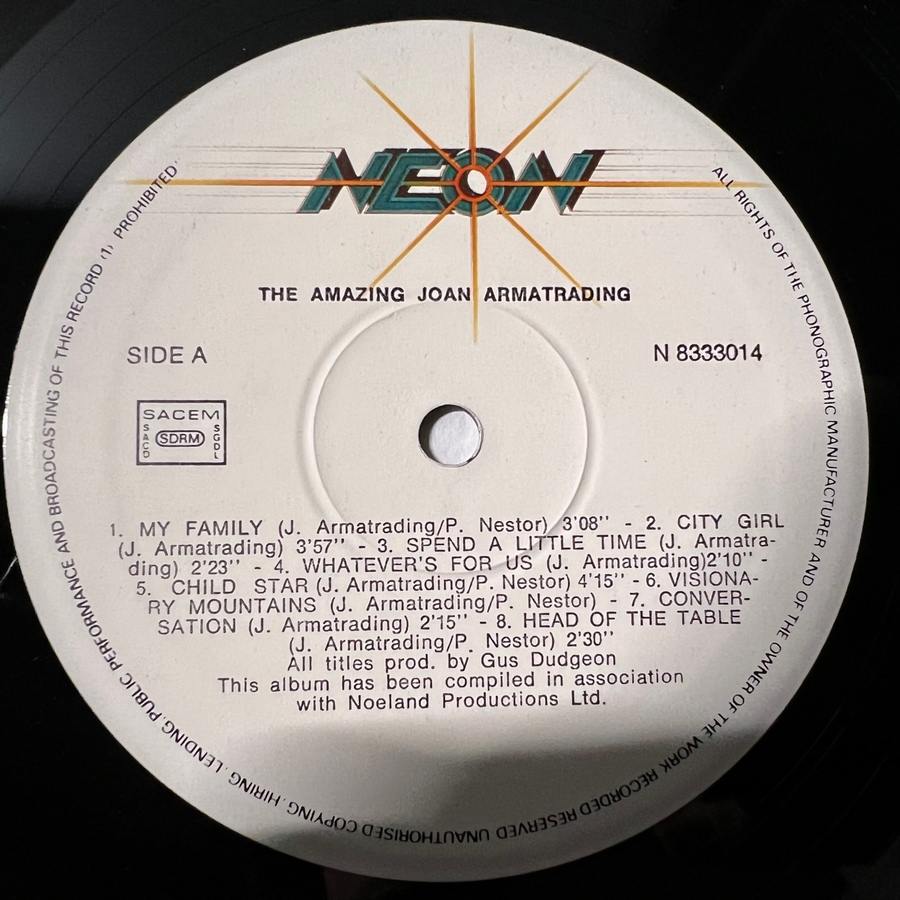 NEON
THE AMAZING JOAN ARMATRADING
SIDE A
N 8333014
SACEM
SACD
SDRM
SGDL
1. MY FAMILY (J. Armatrading/P. Nestor) 3'08" - 2. CITY GIRL
(J. Armatrading) 3'57" - 3. SPEND A LITTLE TIME (J. Armatra-
ding) 2'23" - 4. WHATEVER'S FOR US (J. Armatrading)2'10" -
5. CHILD STAR (J. Armatrading/P. Nestor) 4'15" - 6. VISIONA-
RY MOUNTAINS (J. Armatrading/P. Nestor) - 7. CONVER-
SATION (J. Armatrading) 2'15" - 8. HEAD OF THE TABLE
(J. Armatrading/P. Nestor) 2'30"
All titles prod. by Gus Dudgeon
This album has been compiled in association
with Noeland Productions Ltd.
ALL RIGHTS OF THE PHONOGRAPHIC MANUFACTURER AND OF THE OWNER OF THE WORK RECORDED RESERVED UNAUTHORISED COPYING. HIRING. LENDING. PUBLIC PERFORMANCE AND BROADCASTING OF THIS RECORD (1) PROHIBITED